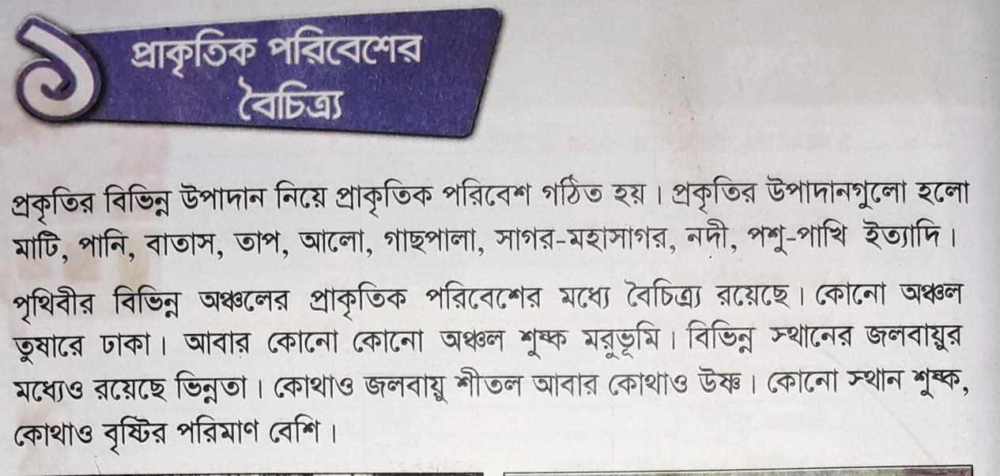 ১
প্রাকৃতিক পরিবেশের
বৈচিত্র্য
প্রকৃতির বিভিন্ন উপাদান নিয়ে প্রাকৃতিক পরিবেশ গঠিত হয়। প্রকৃতির উপাদানগুলো হলো
মাটি, পানি, বাতাস, তাপ, আলো, গাছপালা, সাগর-মহাসাগর, নদী, পশু-পাখি ইত্যাদি।
পৃথিবীর বিভিন্ন অঞ্চলের প্রাকৃতিক পরিবেশের মধ্যে বৈচিত্র্য রয়েছে। কোনো অঞ্চল
তুষারে ঢাকা। আবার কোনো কোনো অঞ্চল শুষ্ক মরুভূমি। বিভিন্ন স্থানের জলবায়ুর
মধ্যেও রয়েছে ভিন্নতা। কোথাও জলবায়ু শীতল আবার কোথাও উষ্ণ। কোনো স্থান শুষ্ক,
কোথাও বৃষ্টির পরিমাণ বেশি।